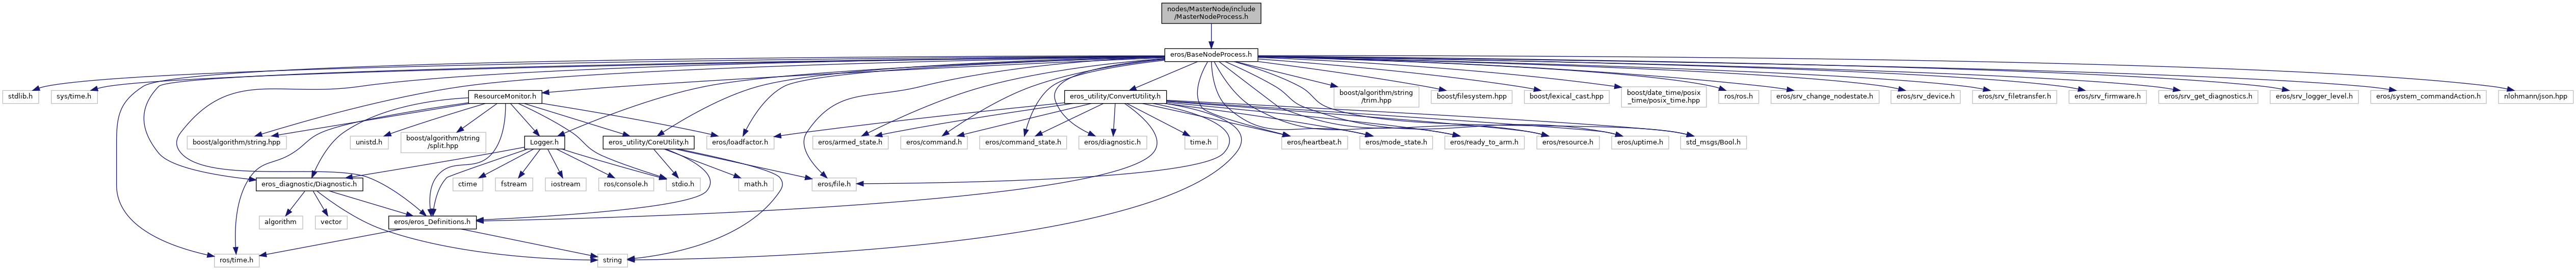 nodes/MasterNode/include
/MasterNodeProcess.h
eros/BaseNodeProcess.h
stdlib.h
sys/time.h
ResourceMonitor.h
eros_utility/ConvertUtility.h
boost/algorithm/string
/trim.hpp
boost/filesystem.hpp
boost/lexical_cast.hpp
boost/date_time/posix
_time/posix_time.hpp
ros/ros.h
eros/srv_change_nodestate.h
eros/srv_device.h
eros/srv_filetransfer.h
eros/srv_firmware.h
eros/srv_get_diagnostics.h
eros/srv_logger_level.h
eros/system_commandAction.h
nlohmann/json.hpp
boost/algorithm/string.hpp
unistd.h
boost/algorithm/string
/split.hpp
Logger.h
eros_utility/CoreUtility.h
eros/loadfactor.h
eros/armed_state.h
eros/command.h
eros/command_state.h
eros/diagnostic.h
time.h
eros/heartbeat.h
eros/mode_state.h
eros/ready_to_arm.h
eros/resource.h
eros/uptime.h
std_msgs/Bool.h
eros_diagnostic/Diagnostic.h
ctime
fstream
iostream
ros/console.h
stdio.h
math.h
eros/file.h
algorithm
vector
eros/eros_Definitions.h
ros/time.h
string